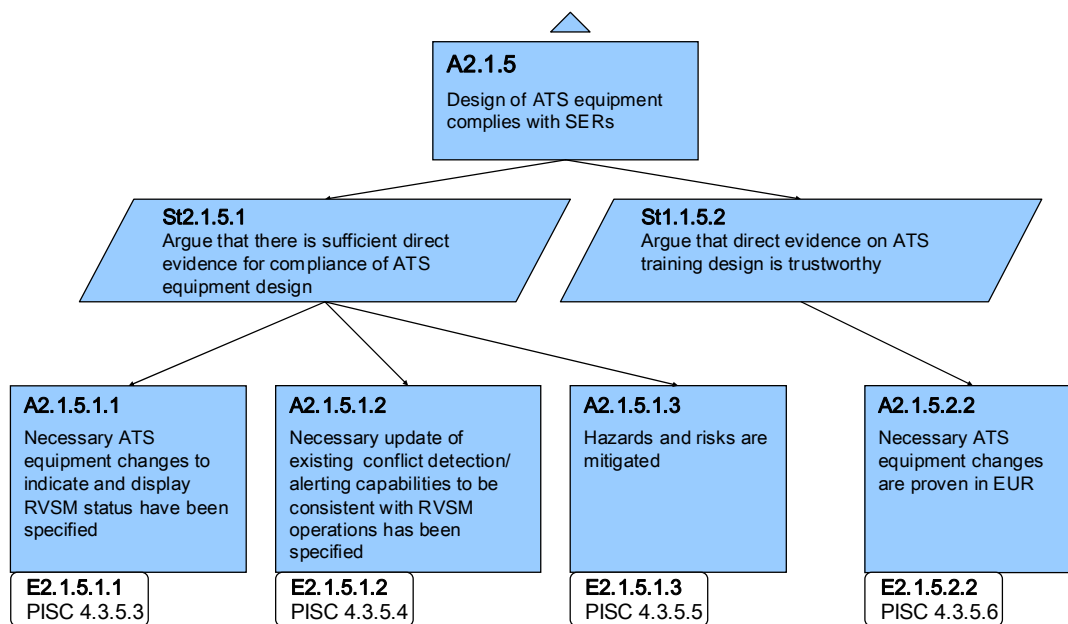 A2.1.5
Design of ATS equipment
complies with SERs
St2.1.5.1
Argue that there is sufficient direct
evidence for compliance of ATS
equipment design
St1.1.5.2
Argue that direct evidence on ATS
training design is trustworthy
A2.1.5.1.1
Necessary ATS
equipment changes to
indicate and display
RVSM status have been
specified
E2.1.5.1.1
PISC 4.3.5.3
A2.1.5.1.2
Necessary update of
existing conflict detection/
alerting capabilities to be
consistent with RVSM
operations has been
specified
E2.1.5.1.2
PISC 4.3.5.4
A2.1.5.1.3
Hazards and risks are
mitigated
E2.1.5.1.3
PISC 4.3.5.5
A2.1.5.2.2
Necessary ATS
equipment changes
are proven in EUR
E2.1.5.2.2
PISC 4.3.5.6